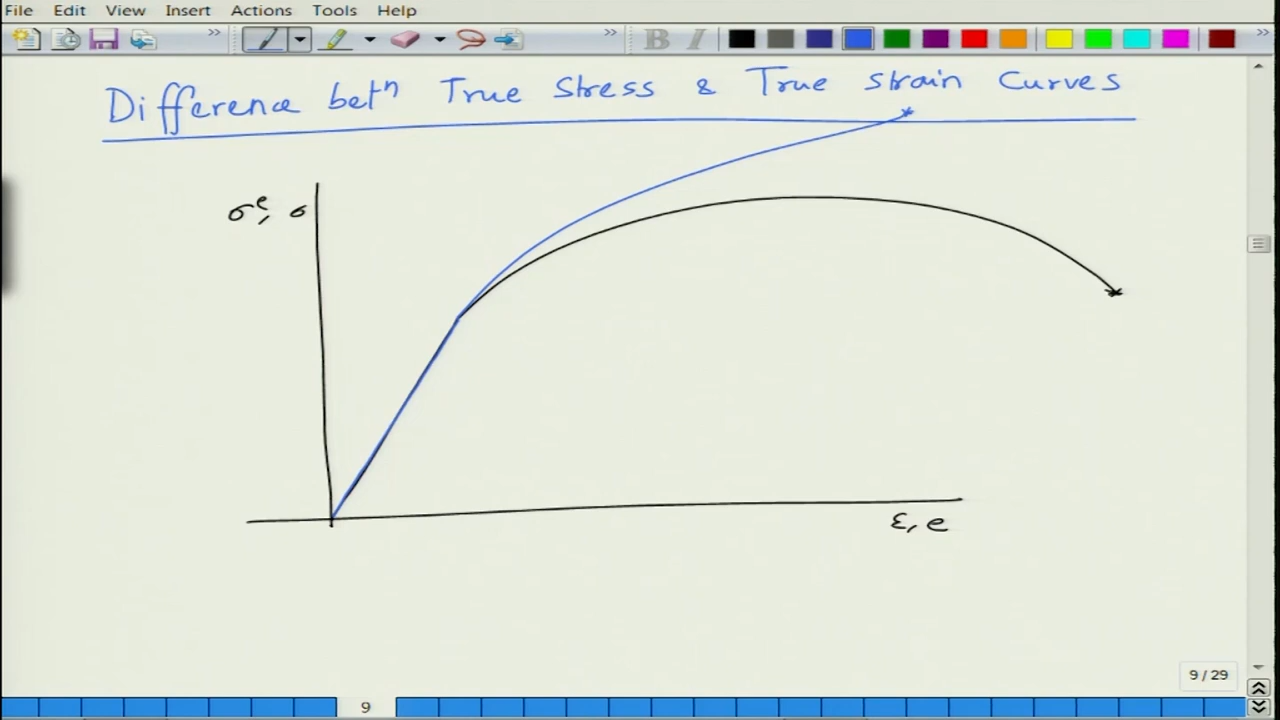 File Edit View Insert Actions Tools Help
B I
Difference betⁿ True Stress & True strain Curves
σᵉ, σ
ε, e
9 / 29
9